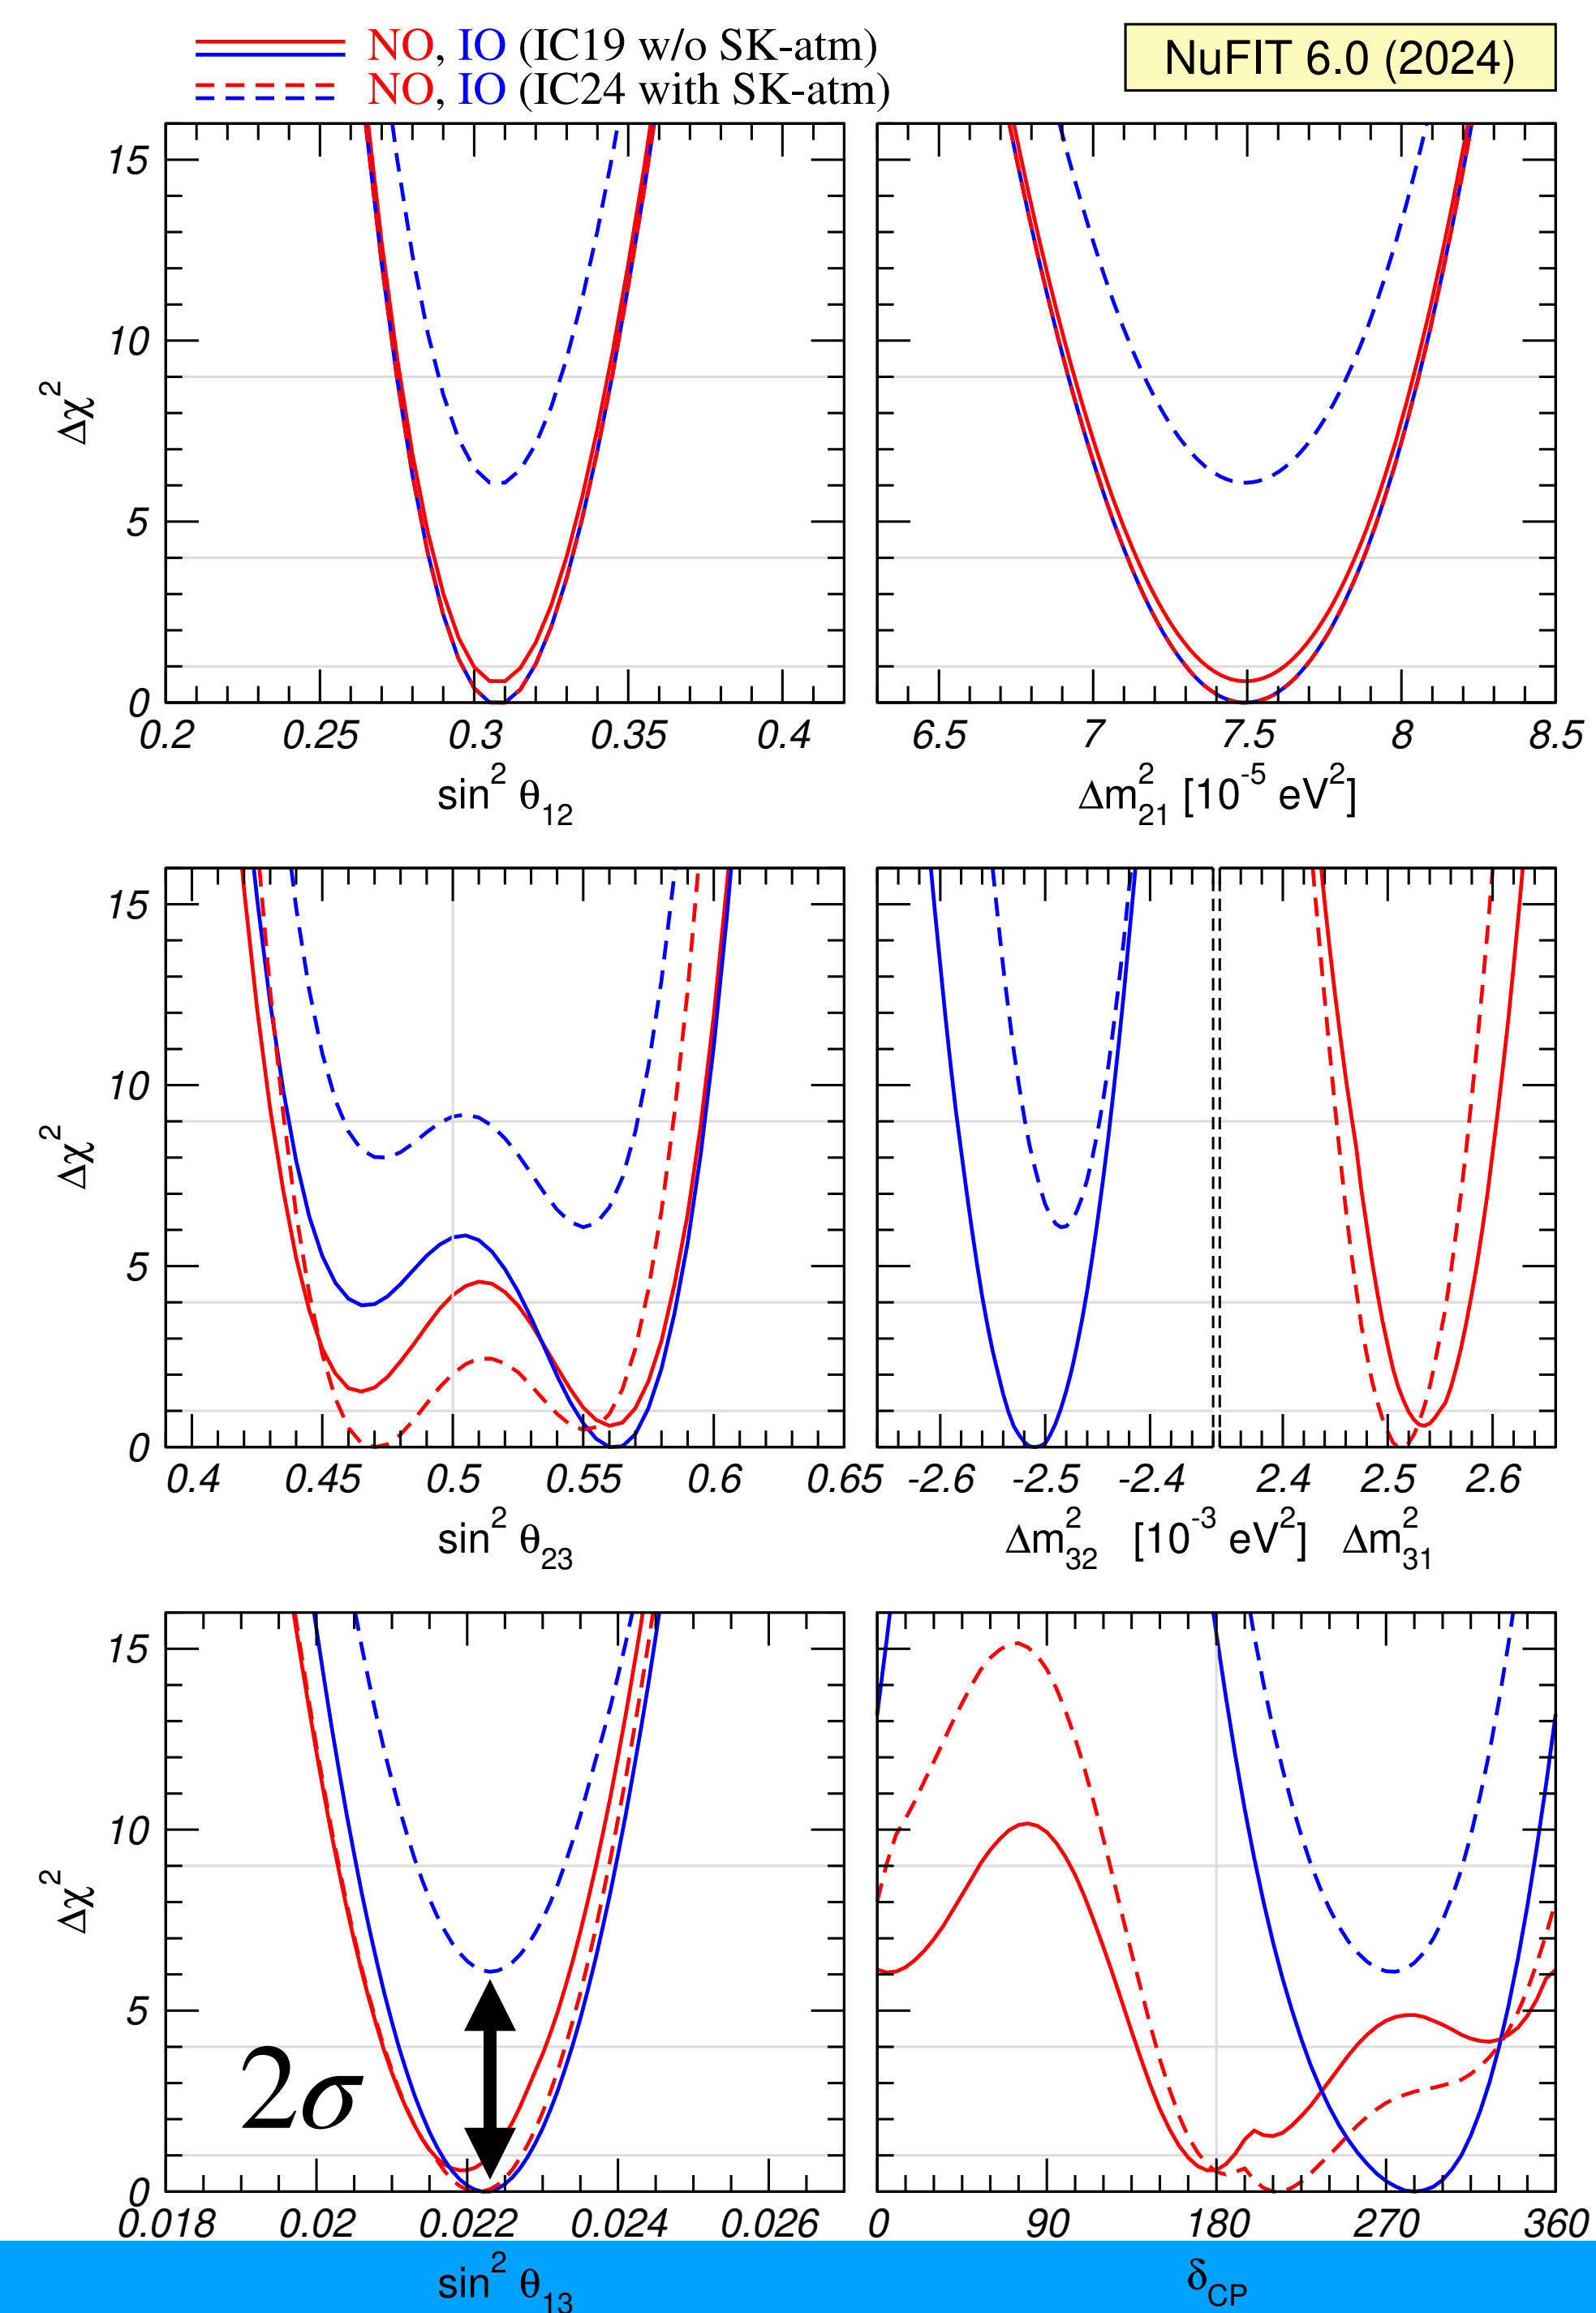 NO, IO (IC19 w/o SK-atm)
NO, IO (IC24 with SK-atm)
NuFIT 6.0 (2024)
15
10
5
0
Δχ²
0.2 0.25 0.3 0.35 0.4
sin² θ₁₂
6.5 7 7.5 8 8.5
Δm²₂₁ [10⁻⁵ eV²]
15
10
5
0
Δχ²
0.4 0.45 0.5 0.55 0.6 0.65
sin² θ₂₃
-2.6 -2.5 -2.4 2.4 2.5 2.6
Δm²₃₂ [10⁻³ eV²] Δm²₃₁
15
10
5
0
Δχ²
2σ
0.018 0.02 0.022 0.024 0.026
sin² θ₁₃
0 90 180 270 360
δCP